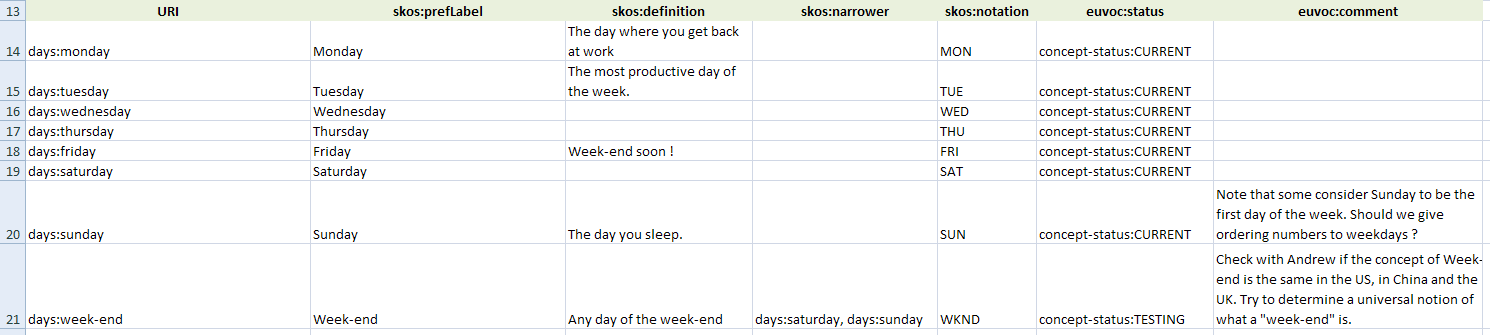 13 URI skos:prefLabel skos:definition skos:narrower skos:notation euvoc:status euvoc:comment
The day where you get back
14 days:monday Monday at work MON concept-status:CURRENT
The most productive day of
15 days:tuesday Tuesday the week. TUE concept-status:CURRENT
16 days:wednesday Wednesday WED concept-status:CURRENT
17 days:thursday Thursday THU concept-status:CURRENT
18 days:friday Friday Week-end soon ! FRI concept-status:CURRENT
19 days:saturday Saturday SAT concept-status:CURRENT
Note that some consider Sunday to be the
first day of the week. Should we give
20 days:sunday Sunday The day you sleep. SUN concept-status:CURRENT ordering numbers to weekdays ?
Check with Andrew if the concept of Week-
end is the same in the US, in China and the
UK. Try to determine a universal notion of
21 days:week-end Week-end Any day of the week-end days:saturday, days:sunday WKND concept-status:TESTING what a "week-end" is.